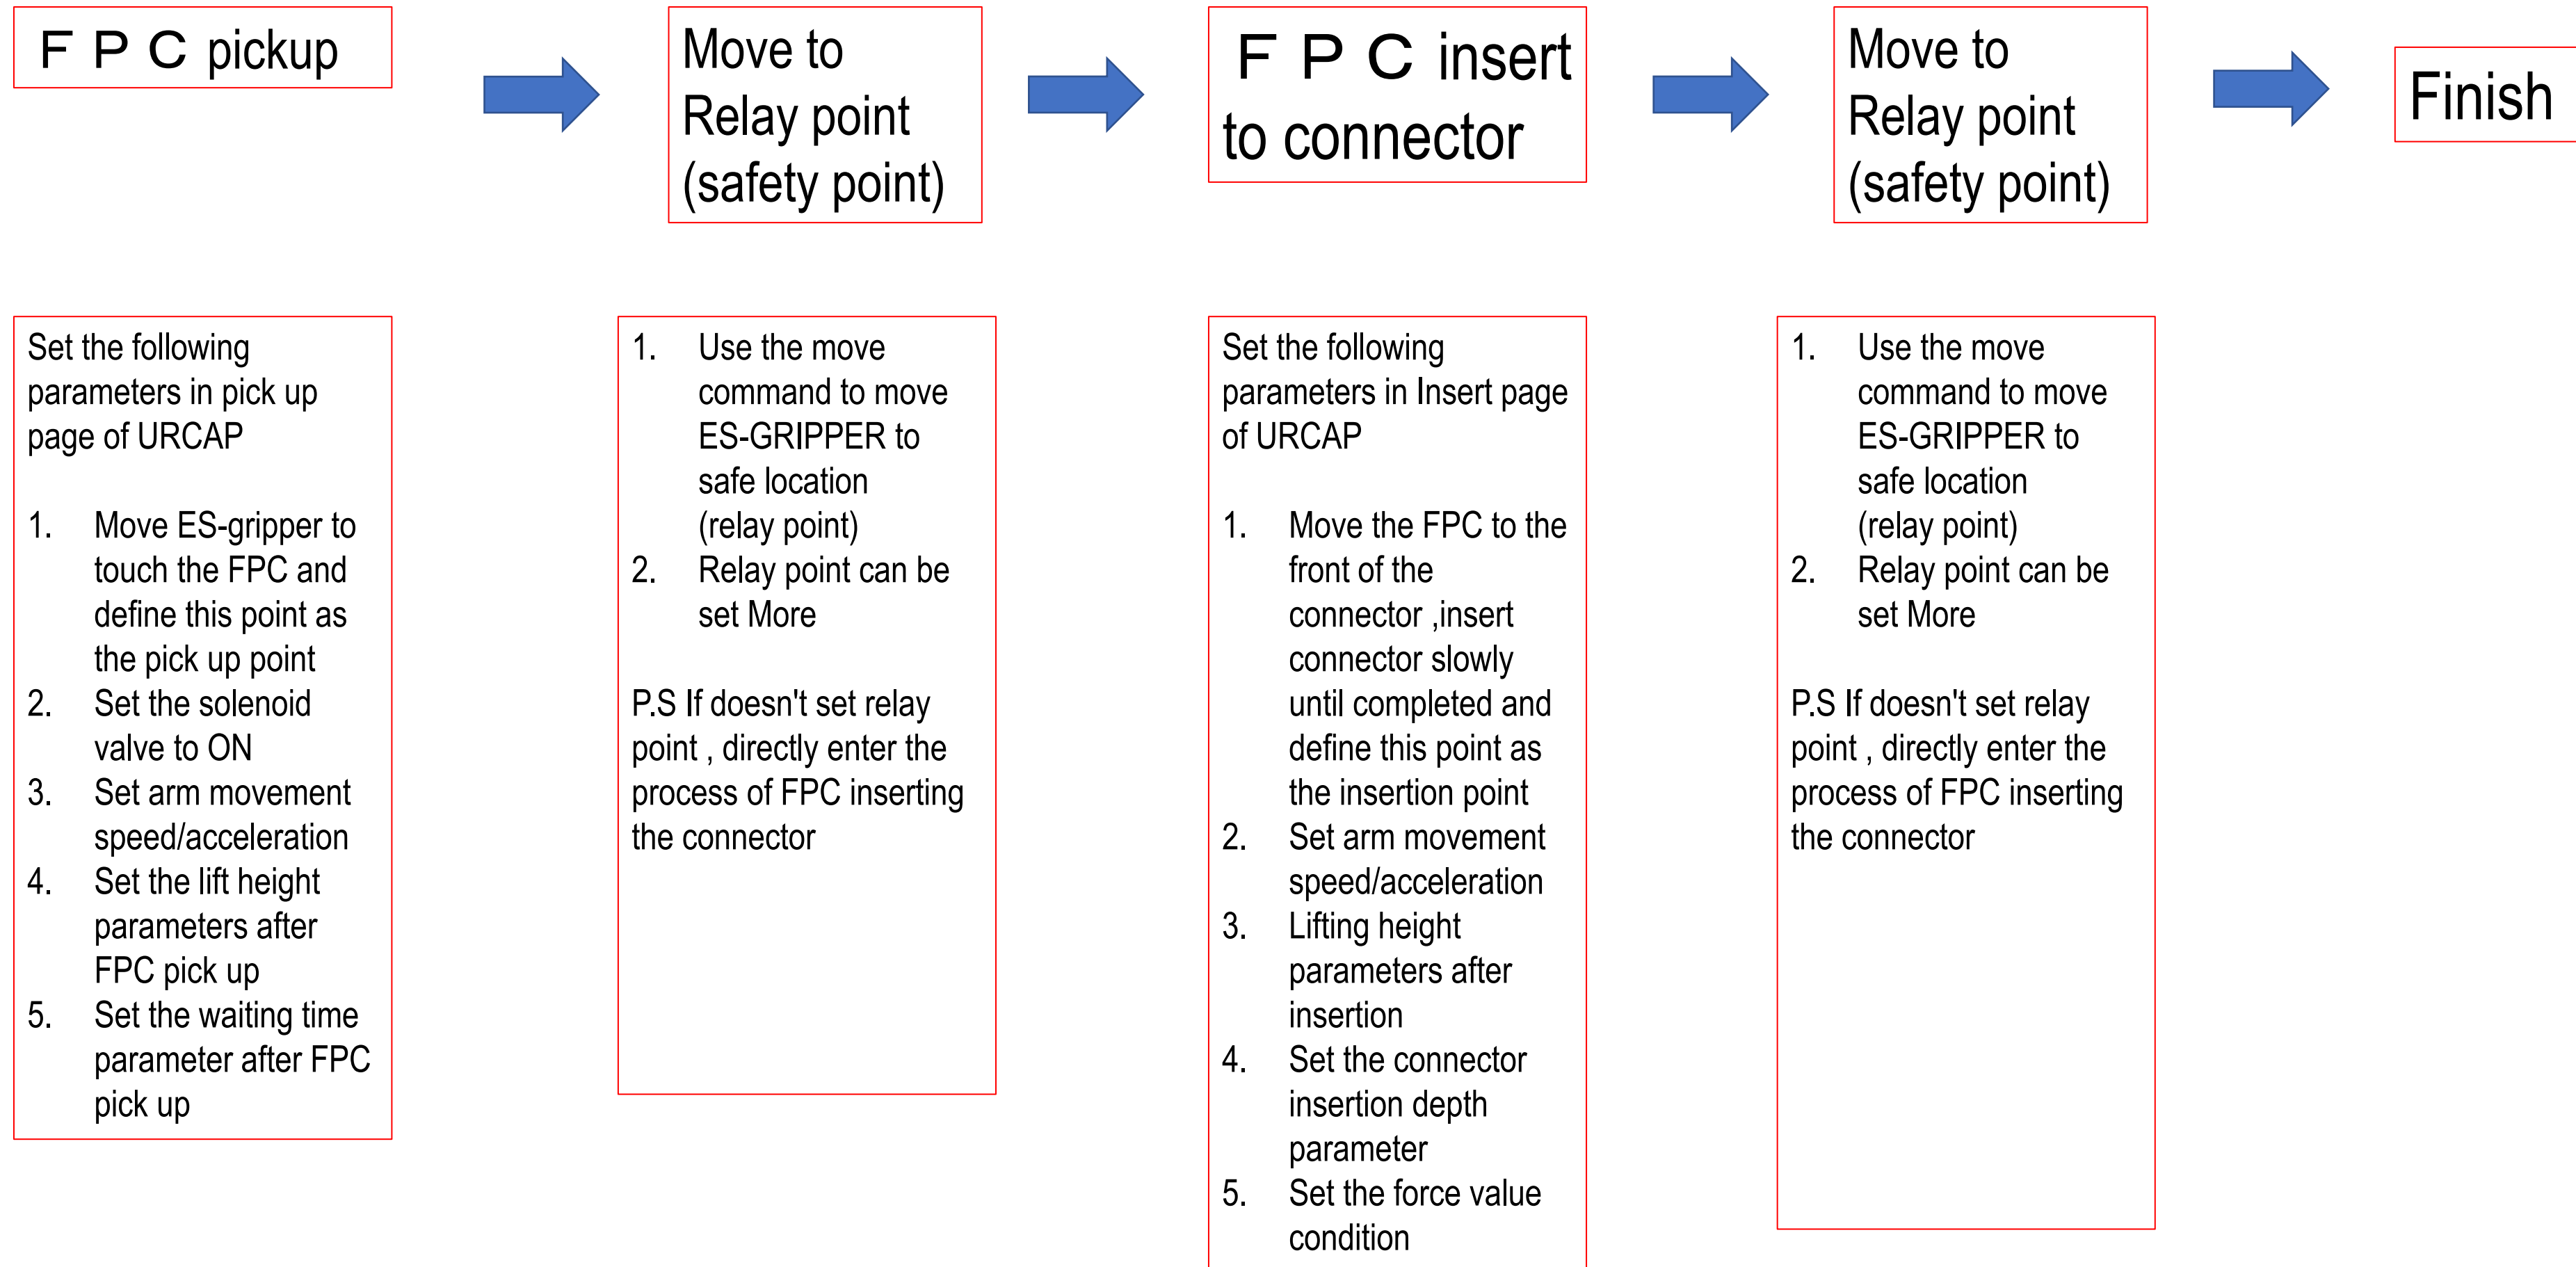 ＦＰＣ pickup
Move to
Relay point
(safety point)
ＦＰＣ insert
to connector
Move to
Relay point
(safety point)
Finish
Set the following
parameters in pick up
page of URCAP
1. Move ES-gripper to
touch the FPC and
define this point as
the pick up point
2. Set the solenoid
valve to ON
3. Set arm movement
speed/acceleration
4. Set the lift height
parameters after
FPC pick up
5. Set the waiting time
parameter after FPC
pick up
1. Use the move
command to move
ES-GRIPPER to
safe location
(relay point)
2. Relay point can be
set More
P.S If doesn't set relay
point , directly enter the
process of FPC inserting
the connector
Set the following
parameters in Insert page
of URCAP
1. Move the FPC to the
front of the
connector ,insert
connector slowly
until completed and
define this point as
the insertion point
2. Set arm movement
speed/acceleration
3. Lifting height
parameters after
insertion
4. Set the connector
insertion depth
parameter
5. Set the force value
condition
1. Use the move
command to move
ES-GRIPPER to
safe location
(relay point)
2. Relay point can be
set More
P.S If doesn't set relay
point , directly enter the
process of FPC inserting
the connector